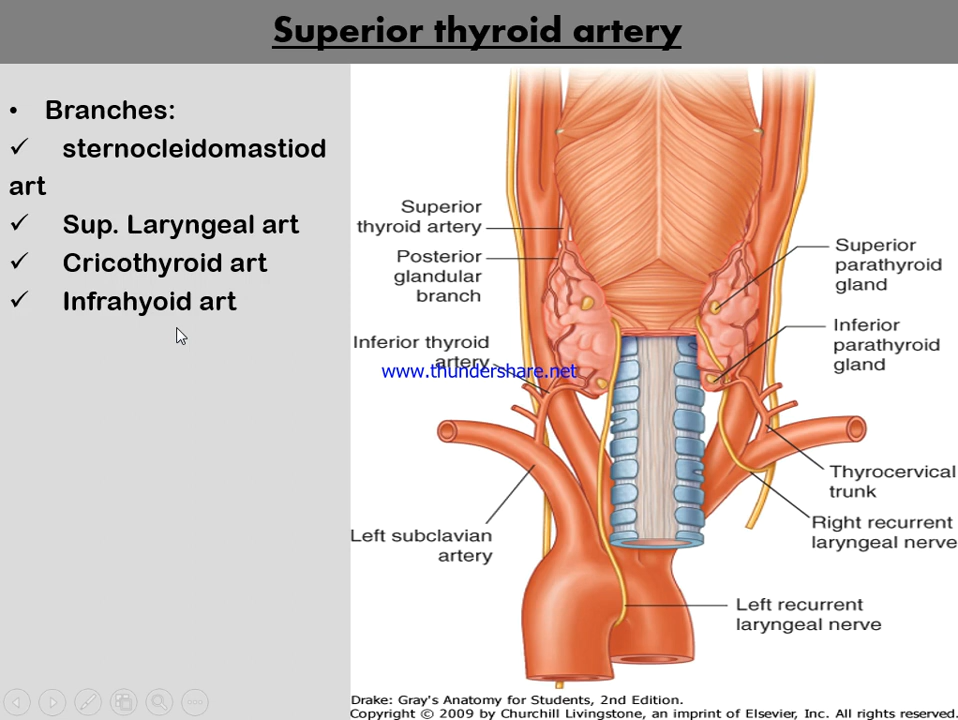 Superior thyroid artery
• Branches:
✓ sternocleidomastiod
art
✓ Sup. Laryngeal art
✓ Cricothyroid art
✓ Infrahyoid art
Superior
thyroid artery
Posterior
glandular
branch
Inferior thyroid
artery
www.thundershare.net
Left subclavian
artery
Superior
parathyroid
gland
Inferior
parathyroid
gland
Thyrocervical
trunk
Right recurrent
laryngeal nerve
Left recurrent
laryngeal nerve
Drake: Gray's Anatomy for Students, 2nd Edition.
Copyright © 2009 by Churchill Livingstone, an imprint of Elsevier, Inc. All rights reserved.